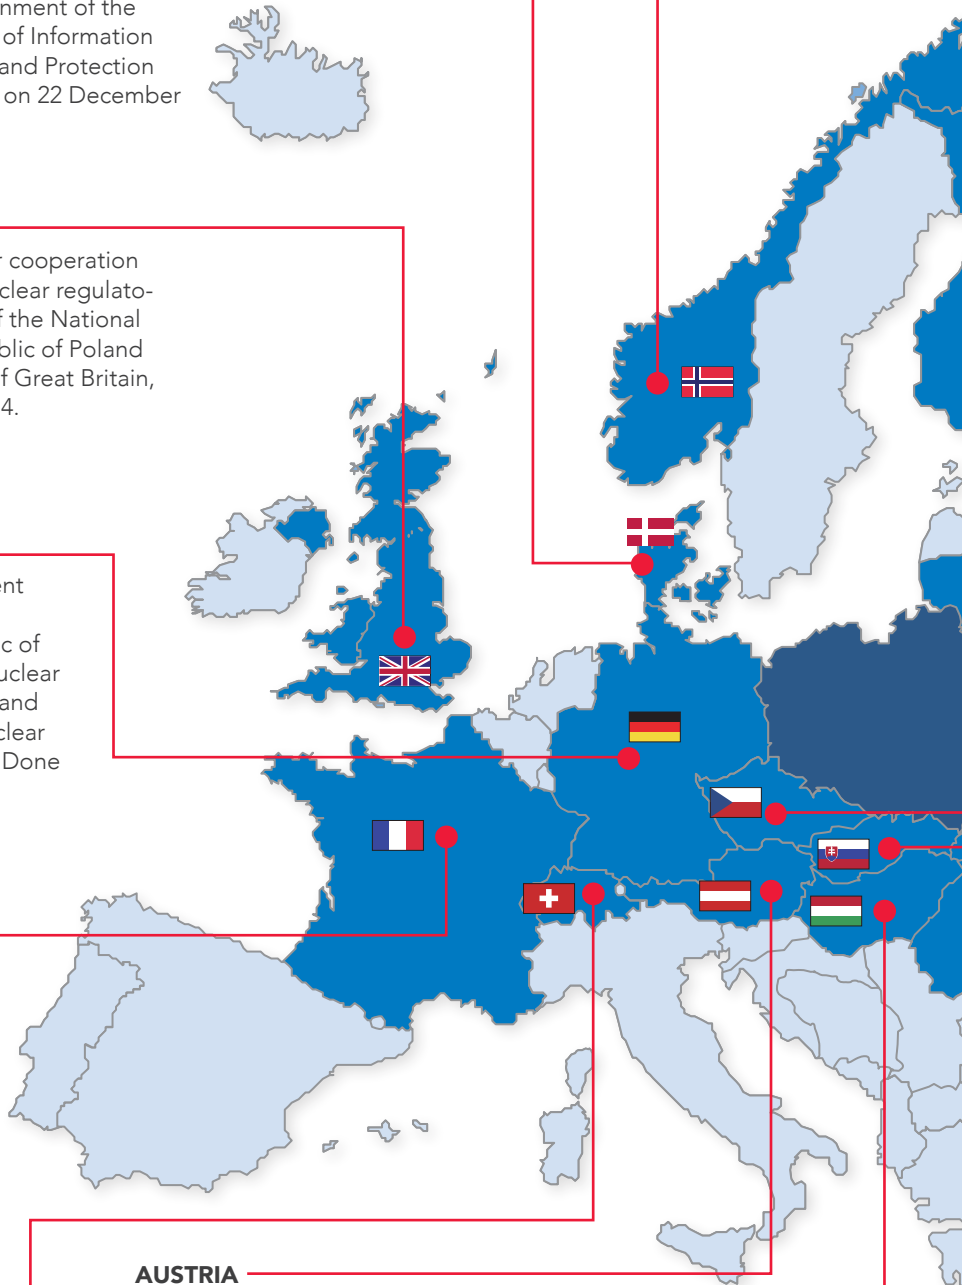 nment of the
of Information
and Protection
on 22 December
cooperation
clear regulato-
f the National
blic of Poland
f Great Britain,
4.
ent
c of
uclear
and
clear
Done
AUSTRIA